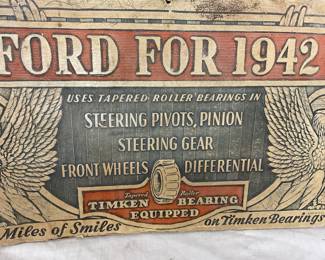 FORD FOR 1942
USES TAPERED ROLLER BEARINGS IN
STEERING PIVOTS, PINION
STEERING GEAR
FRONT WHEELS DIFFERENTIAL
Tapered Roller
TIMKEN BEARING
EQUIPPED
Miles of Smiles on Timken Bearings